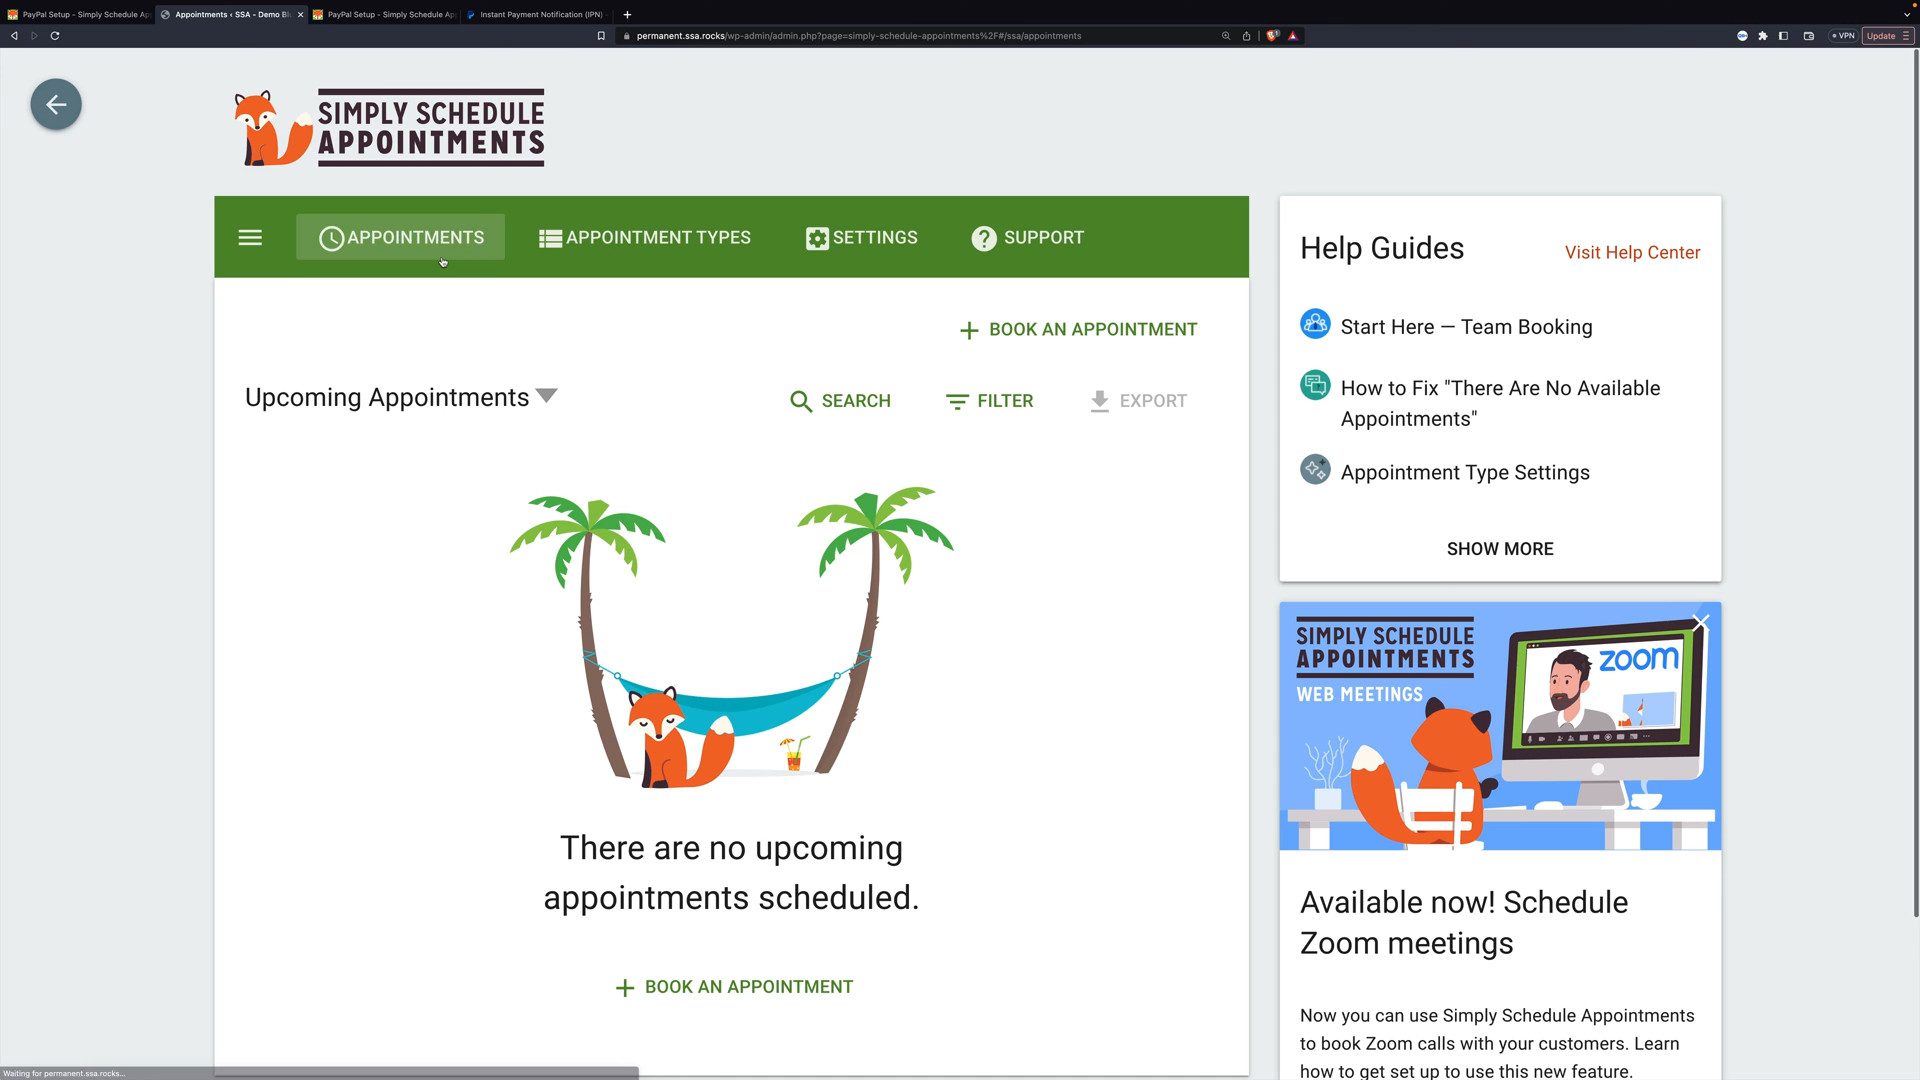 PayPal Setup - Simply Schedule Ap
Appointments ‹ SSA - Demo Bl
PayPal Setup - Simply Schedule Ap
Instant Payment Notification (IPN)
permanent.ssa.rocks/wp-admin/admin.php?page=simply-schedule-appointments%2F#/ssa/appointments
VPN
Update
SIMPLY SCHEDULE
APPOINTMENTS
APPOINTMENTS
APPOINTMENT TYPES
SETTINGS
SUPPORT
BOOK AN APPOINTMENT
Upcoming Appointments
SEARCH
FILTER
EXPORT
There are no upcoming
appointments scheduled.
BOOK AN APPOINTMENT
Help Guides
Visit Help Center
Start Here — Team Booking
How to Fix "There Are No Available
Appointments"
Appointment Type Settings
SHOW MORE
SIMPLY SCHEDULE
APPOINTMENTS
WEB MEETINGS
zoom
Available now! Schedule
Zoom meetings
Now you can use Simply Schedule Appointments
to book Zoom calls with your customers. Learn
how to get set up to use this new feature.
Waiting for permanent.ssa.rocks...